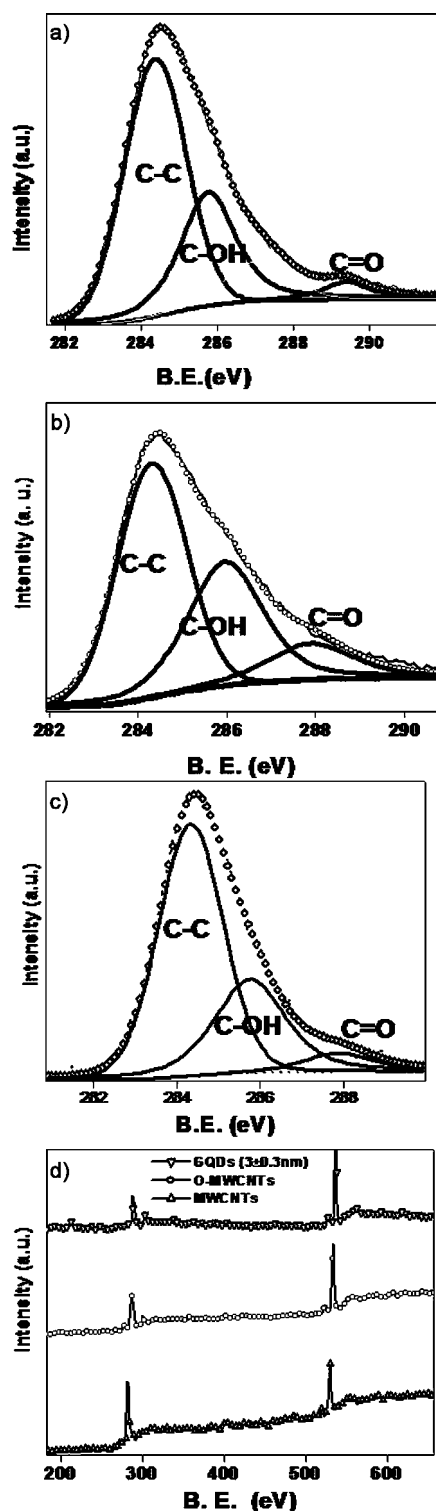 a)
Intensity (a.u.)
C-C
C-OH
C=O
282 284 286 288 290
B.E.(eV)
b)
Intensity (a. u.)
C-C
C-OH
C=O
282 284 286 288 290
B. E. (eV)
c)
Intensity (a.u.)
C-C
C-OH
C=O
282 284 286 288
B.E. (eV)
d)
Intensity (a.u.)
GQDs (3±0.3nm)
O-MWCNTs
MWCNTs
200 300 400 500 600
B. E. (eV)